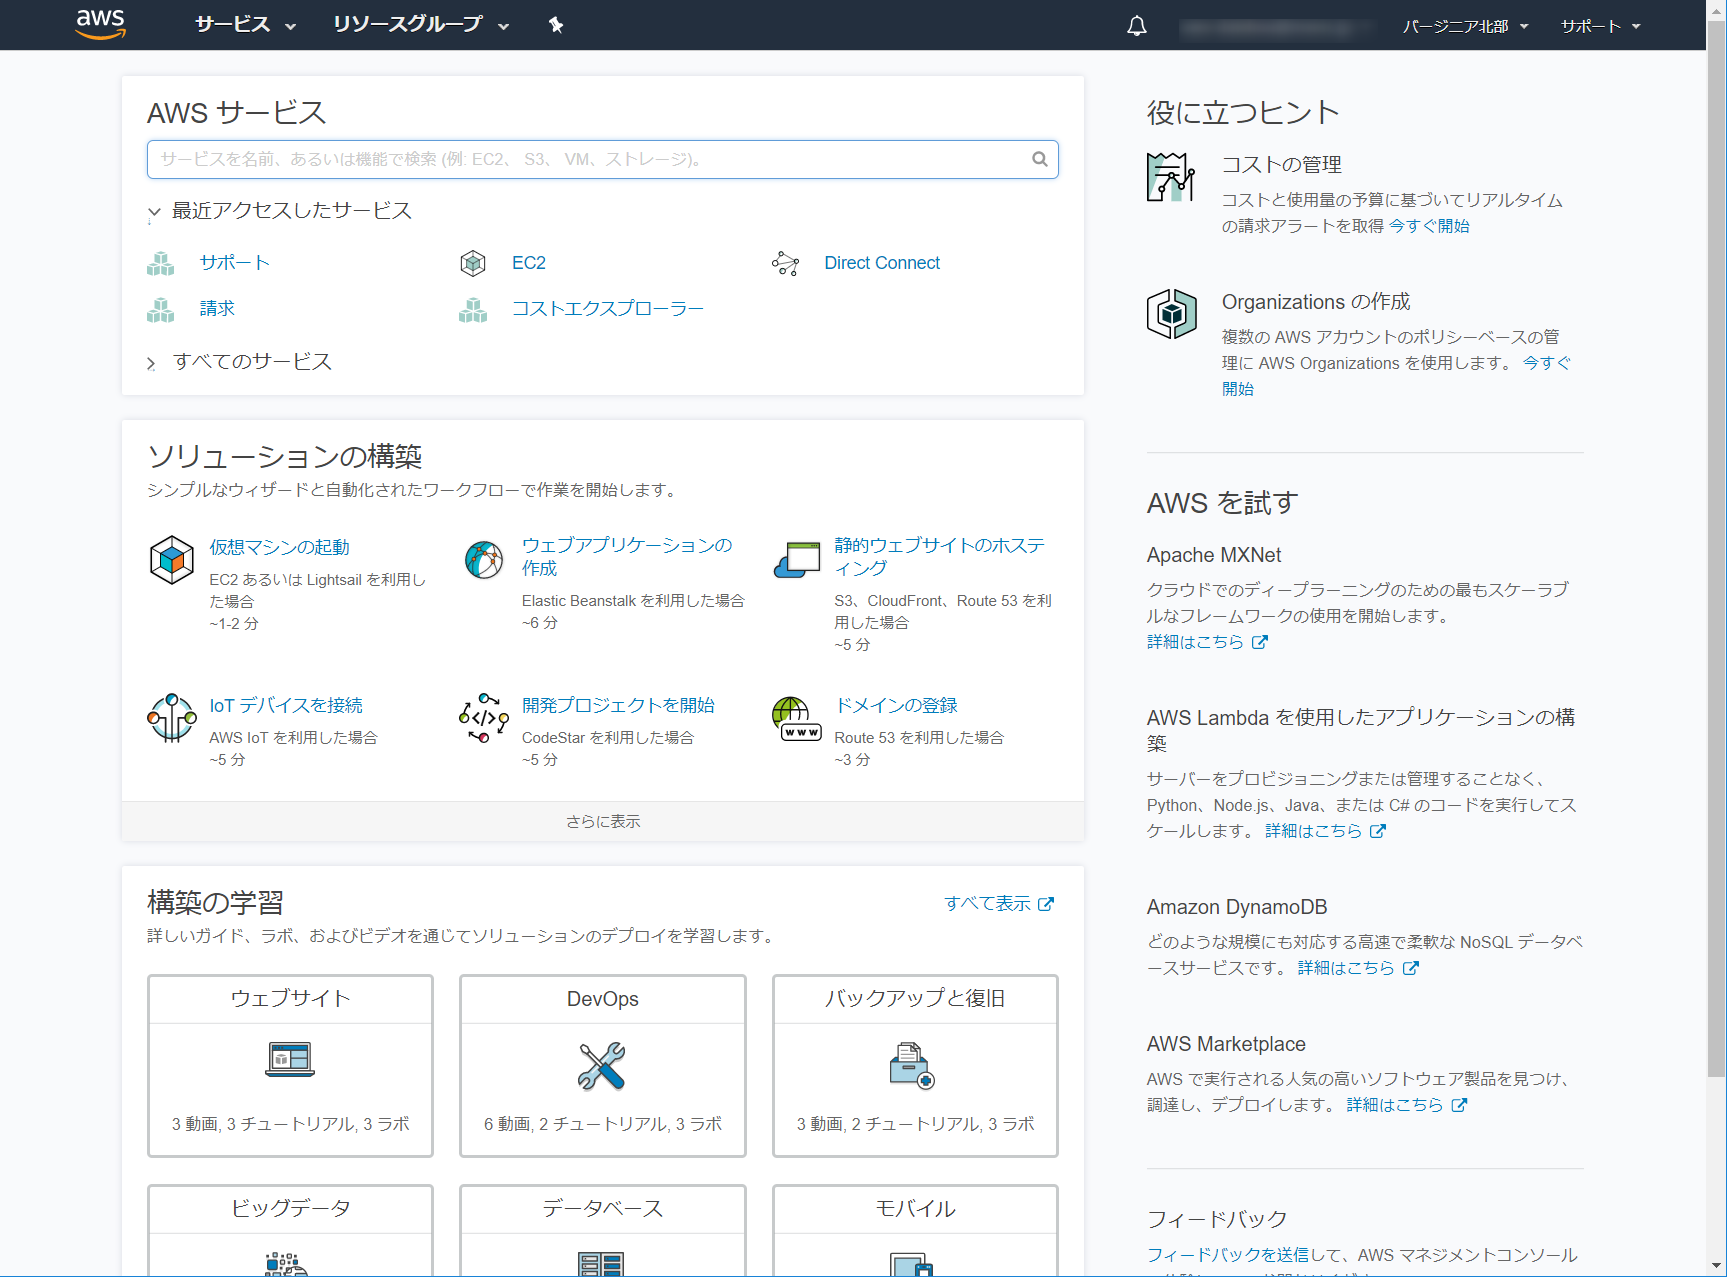 aws
サービス
リソースグループ
バージニア北部
サポート
AWS サービス
サービスを名前、あるいは機能で検索 (例: EC2、 S3、 VM、ストレージ)。
最近アクセスしたサービス
サポート
EC2
Direct Connect
請求
コストエクスプローラー
すべてのサービス
ソリューションの構築
シンプルなウィザードと自動化されたワークフローで作業を開始します。
仮想マシンの起動
EC2 あるいは Lightsail を利用し
た場合
~1-2 分
ウェブアプリケーションの
作成
Elastic Beanstalk を利用した場合
~6 分
静的ウェブサイトのホステ
ィング
S3、CloudFront、Route 53 を利
用した場合
~5 分
IoT デバイスを接続
AWS IoT を利用した場合
~5 分
開発プロジェクトを開始
CodeStar を利用した場合
~5 分
ドメインの登録
Route 53 を利用した場合
~3 分
www
さらに表示
構築の学習
すべて表示
詳しいガイド、ラボ、およびビデオを通じてソリューションのデプロイを学習します。
ウェブサイト
3 動画, 3 チュートリアル, 3 ラボ
DevOps
6 動画, 2 チュートリアル, 3 ラボ
バックアップと復旧
3 動画, 2 チュートリアル, 3 ラボ
ビッグデータ
データベース
モバイル
役に立つヒント
コストの管理
コストと使用量の予算に基づいてリアルタイム
の請求アラートを取得 今すぐ開始
Organizations の作成
複数の AWS アカウントのポリシーベースの管
理に AWS Organizations を使用します。 今すぐ
開始
AWS を試す
Apache MXNet
クラウドでのディープラーニングのための最もスケーラブ
ルなフレームワークの使用を開始します。
詳細はこちら
AWS Lambda を使用したアプリケーションの構
築
サーバーをプロビジョニングまたは管理することなく、
Python、Node.js、Java、または C# のコードを実行してス
ケールします。 詳細はこちら
Amazon DynamoDB
どのような規模にも対応する高速で柔軟な NoSQL データベ
ースサービスです。 詳細はこちら
AWS Marketplace
AWS で実行される人気の高いソフトウェア製品を見つけ、
調達し、デプロイします。 詳細はこちら
フィードバック
フィードバックを送信して、AWS マネジメントコンソール